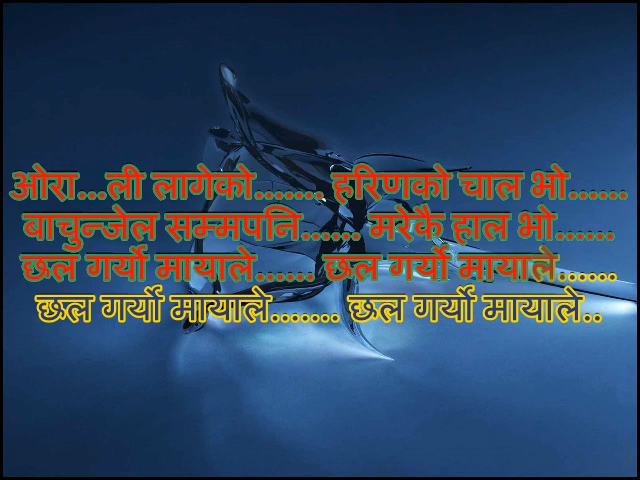 ओरा...ली लागेको....... हरिणको चाल भो......
बाचुन्जेल सम्मपनि...... मरेकै हाल भो......
छल गर्यो मायाले...... छल गर्यो मायाले......
छल गर्यो मायाले....... छल गर्यो मायाले..